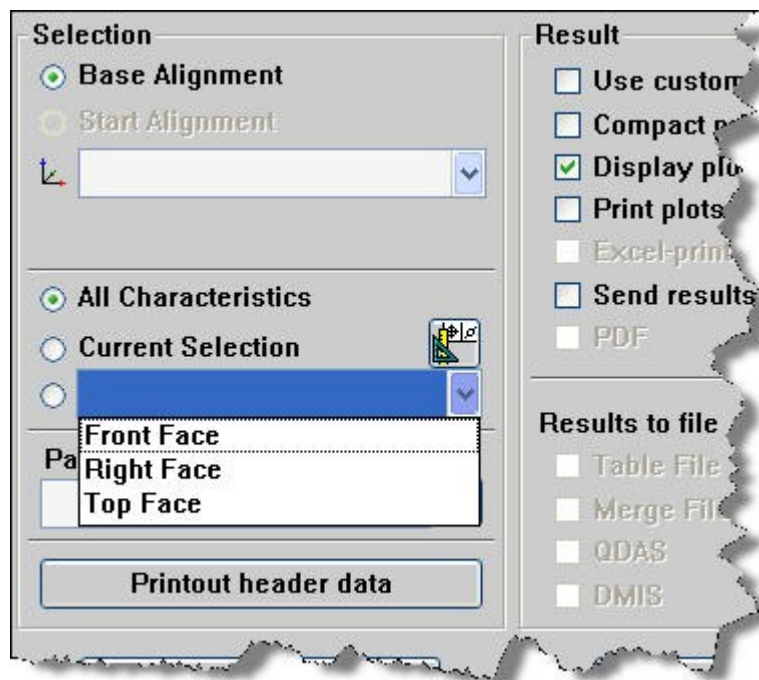 Selection
Base Alignment
Start Alignment
All Characteristics
Current Selection
Front Face
Right Face
Top Face
Pa
Printout header data
Result
Use custom
Compact
Display plo
Print plots
Excel-print
Send results
PDF
Results to file
Table File
Merge File
QDAS
DMIS